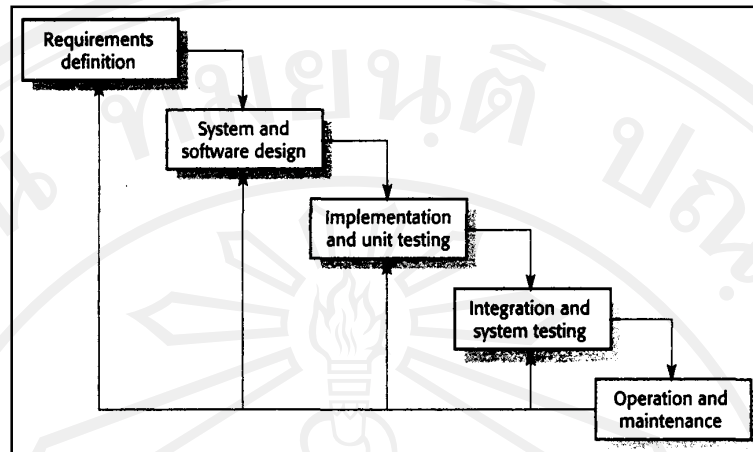 Requirements
definition
System and
software design
Implementation
and unit testing
Integration and
system testing
Operation and
maintenance